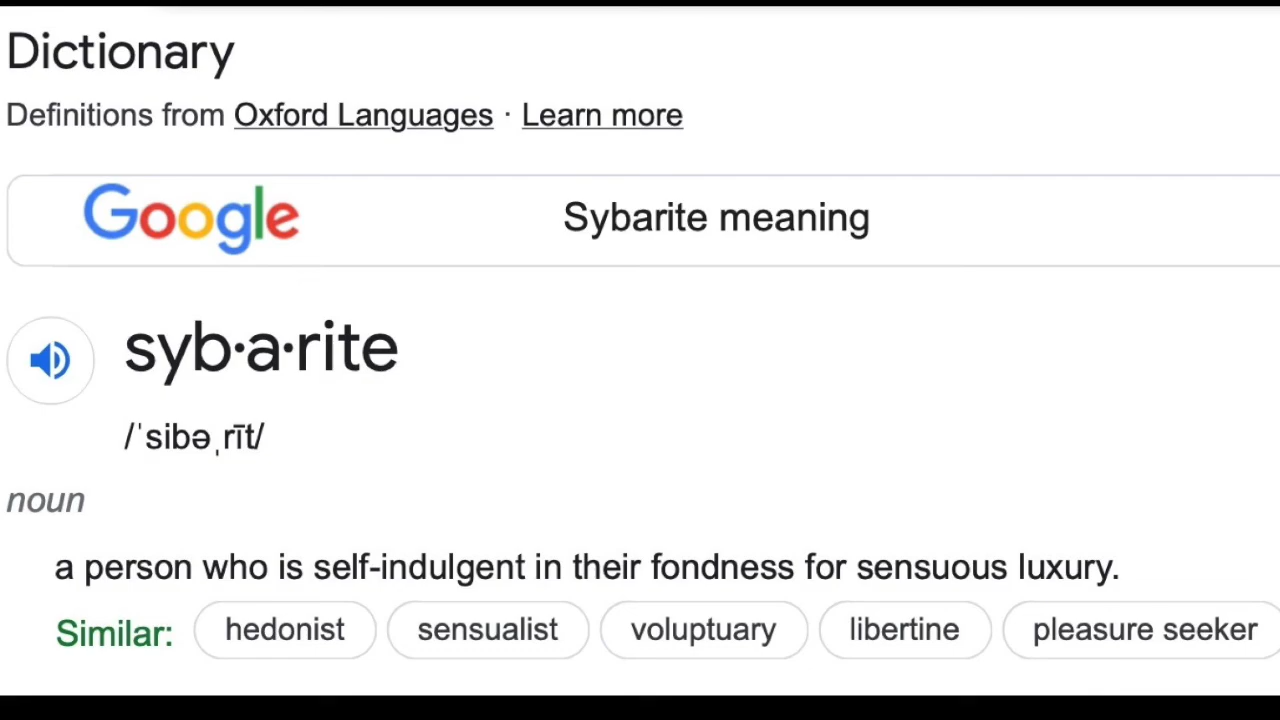 Dictionary
Definitions from Oxford Languages · Learn more
Google Sybarite meaning
syb·a·rite
/ˈsibəˌrīt/
noun
a person who is self-indulgent in their fondness for sensuous luxury.
Similar: hedonist sensualist voluptuary libertine pleasure seeker